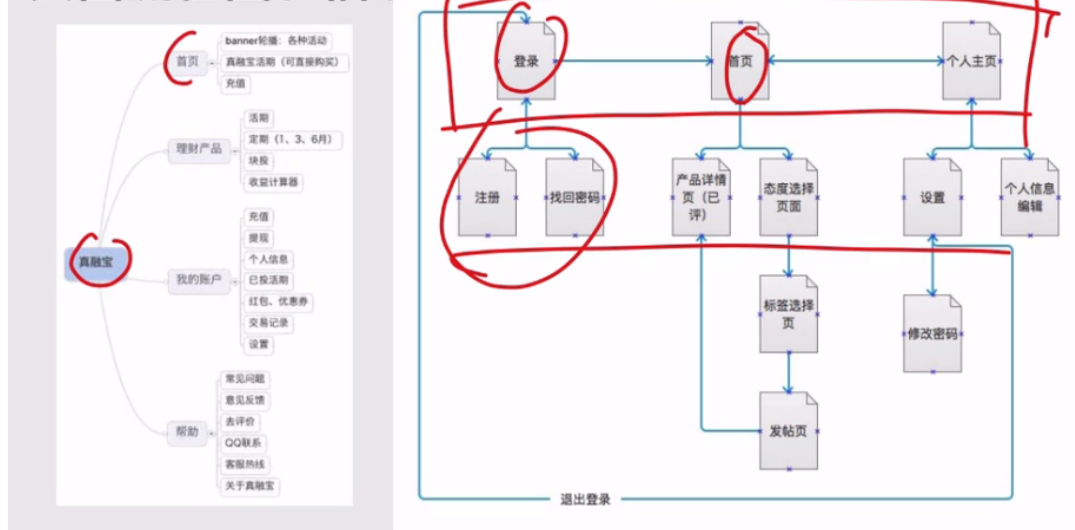 真融宝
首页
banner轮播：各种活动
真融宝活期（可直接购买）
充值
理财产品
活期
定期（1、3、6月）
块投
收益计算器
我的账户
充值
提现
个人信息
已投活期
红包、优惠券
交易记录
设置
帮助
常见问题
意见反馈
去评价
QQ联系
客服热线
关于真融宝
登录
首页
个人主页
注册
找回密码
产品详情
页（已
评）
态度选择
页面
设置
个人信息
编辑
标签选择
页
修改密码
发帖页
退出登录